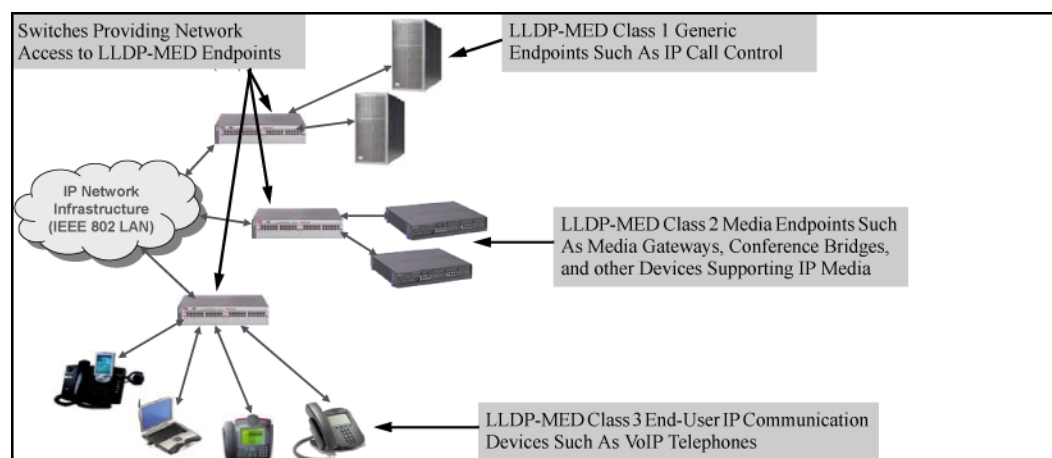 Switches Providing Network
Access to LLDP-MED Endpoints
LLDP-MED Class 1 Generic
Endpoints Such As IP Call Control
IP Network
Infrastructure
(IEEE 802 LAN)
LLDP-MED Class 2 Media Endpoints Such
As Media Gateways, Conference Bridges,
and other Devices Supporting IP Media
LLDP-MED Class 3 End-User IP Communication
Devices Such As VoIP Telephones